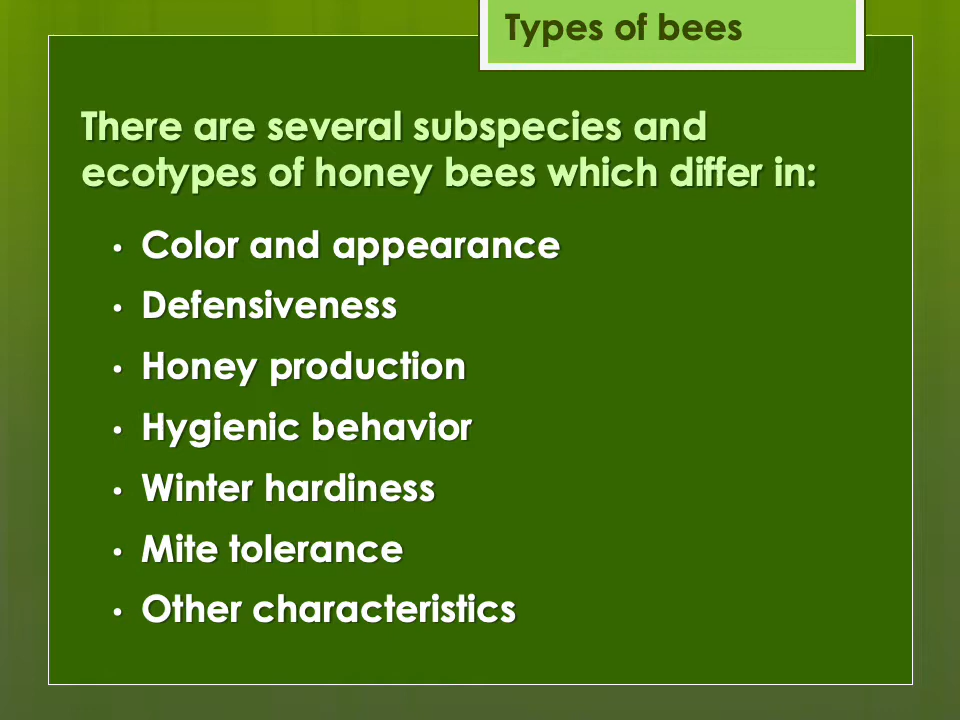 Types of bees
There are several subspecies and
ecotypes of honey bees which differ in:
• Color and appearance
• Defensiveness
• Honey production
• Hygienic behavior
• Winter hardiness
• Mite tolerance
• Other characteristics